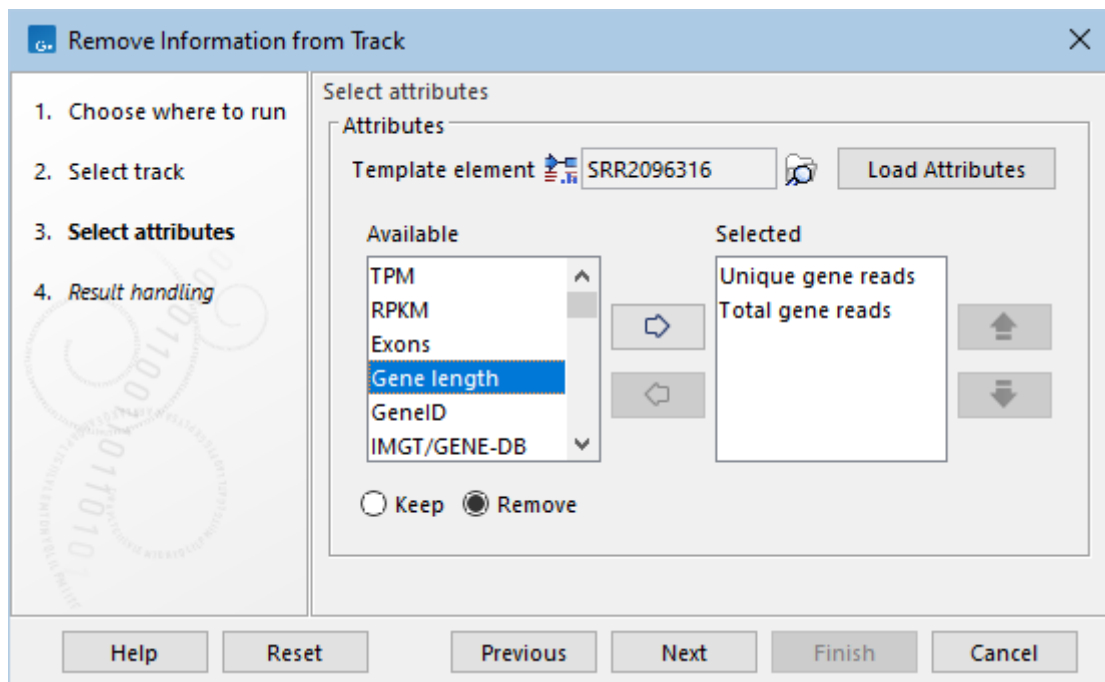 G.
Remove Information from Track
1. Choose where to run
2. Select track
3. Select attributes
4. Result handling
Select attributes
Attributes
Template element SRR2096316 Load Attributes
Available
TPM
RPKM
Exons
Gene length
GeneID
IMGT/GENE-DB
Selected
Unique gene reads
Total gene reads
Keep Remove
Help Reset Previous Next Finish Cancel